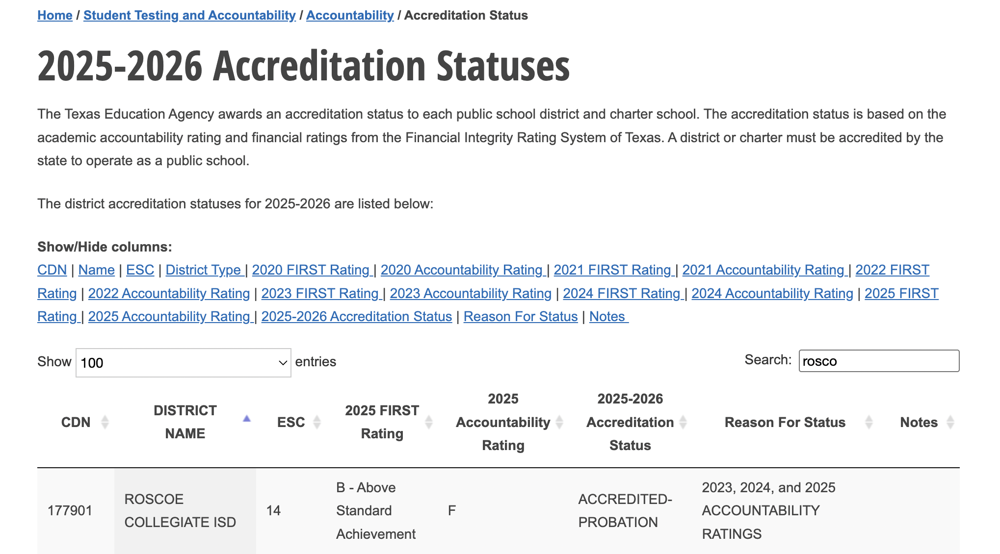 Home / Student Testing and Accountability / Accountability / Accreditation Status
2025-2026 Accreditation Statuses
The Texas Education Agency awards an accreditation status to each public school district and charter school. The accreditation status is based on the
academic accountability rating and financial ratings from the Financial Integrity Rating System of Texas. A district or charter must be accredited by the
state to operate as a public school.
The district accreditation statuses for 2025-2026 are listed below:
Show/Hide columns:
CDN | Name | ESC | District Type | 2020 FIRST Rating | 2020 Accountability Rating | 2021 FIRST Rating | 2021 Accountability Rating | 2022 FIRST
Rating | 2022 Accountability Rating | 2023 FIRST Rating | 2023 Accountability Rating | 2024 FIRST Rating | 2024 Accountability Rating | 2025 FIRST
Rating | 2025 Accountability Rating | 2025-2026 Accreditation Status | Reason For Status | Notes
Show 100 entries
Search: rosco
CDN
DISTRICT
NAME
ESC
2025 FIRST
Rating
2025
Accountability
Rating
2025-2026
Accreditation
Status
Reason For Status
Notes
177901
ROSCOE
COLLEGIATE ISD
14
B - Above
Standard
Achievement
F
ACCREDITED-
PROBATION
2023, 2024, and 2025
ACCOUNTABILITY
RATINGS